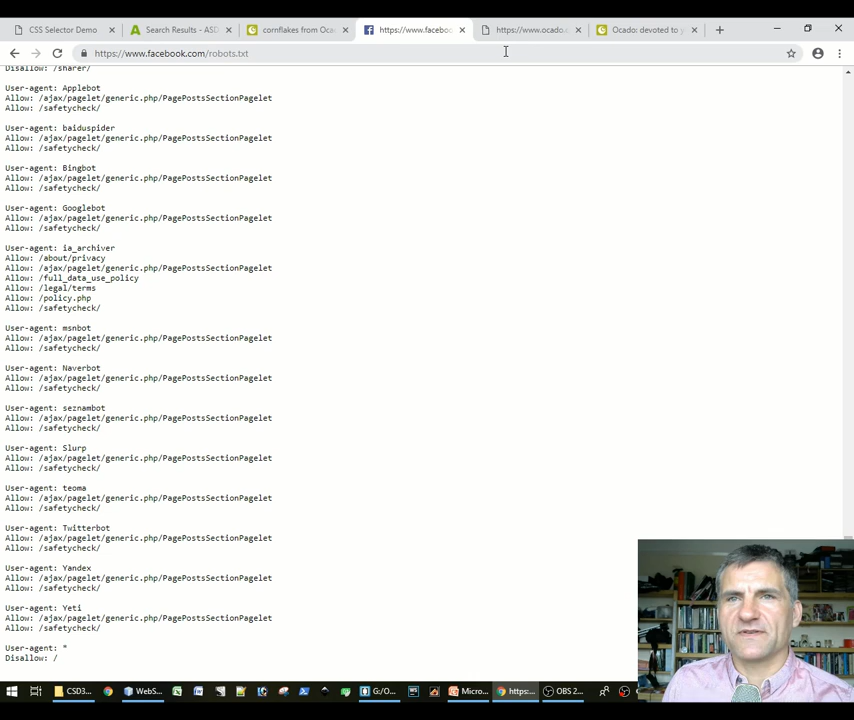 CSS Selector Demo
Search Results - ASD
cornflakes from Oca
https://www.faceboo
https://www.ocado.c
Ocado: devoted to y
https://www.facebook.com/robots.txt
Disallow: /sharer/
User-agent: Applebot
Allow: /ajax/pagelet/generic.php/PagePostsSectionPagelet
Allow: /safetycheck/
User-agent: baiduspider
Allow: /ajax/pagelet/generic.php/PagePostsSectionPagelet
Allow: /safetycheck/
User-agent: Bingbot
Allow: /ajax/pagelet/generic.php/PagePostsSectionPagelet
Allow: /safetycheck/
User-agent: Googlebot
Allow: /ajax/pagelet/generic.php/PagePostsSectionPagelet
Allow: /safetycheck/
User-agent: ia_archiver
Allow: /about/privacy
Allow: /ajax/pagelet/generic.php/PagePostsSectionPagelet
Allow: /full_data_use_policy
Allow: /legal/terms
Allow: /policy.php
Allow: /safetycheck/
User-agent: msnbot
Allow: /ajax/pagelet/generic.php/PagePostsSectionPagelet
Allow: /safetycheck/
User-agent: Naverbot
Allow: /ajax/pagelet/generic.php/PagePostsSectionPagelet
Allow: /safetycheck/
User-agent: seznambot
Allow: /ajax/pagelet/generic.php/PagePostsSectionPagelet
Allow: /safetycheck/
User-agent: Slurp
Allow: /ajax/pagelet/generic.php/PagePostsSectionPagelet
Allow: /safetycheck/
User-agent: teoma
Allow: /ajax/pagelet/generic.php/PagePostsSectionPagelet
Allow: /safetycheck/
User-agent: Twitterbot
Allow: /ajax/pagelet/generic.php/PagePostsSectionPagelet
Allow: /safetycheck/
User-agent: Yandex
Allow: /ajax/pagelet/generic.php/PagePostsSectionPagelet
Allow: /safetycheck/
User-agent: Yeti
Allow: /ajax/pagelet/generic.php/PagePostsSectionPagelet
Allow: /safetycheck/
User-agent: *
Disallow: /
CSD3...
WebS...
G:/O...
Micro...
https:...
OBS 2...